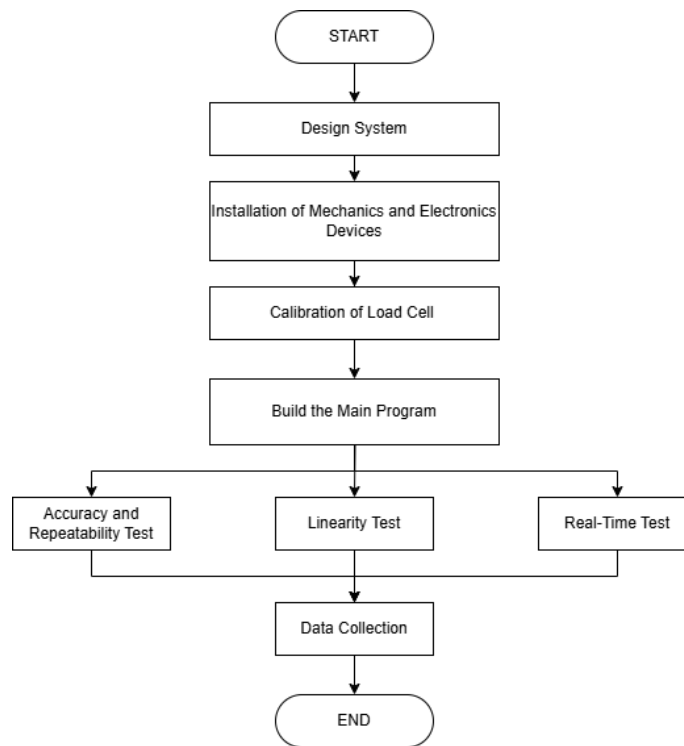 START
Design System
Installation of Mechanics and Electronics
Devices
Calibration of Load Cell
Build the Main Program
Accuracy and
Repeatability Test
Linearity Test
Real-Time Test
Data Collection
END